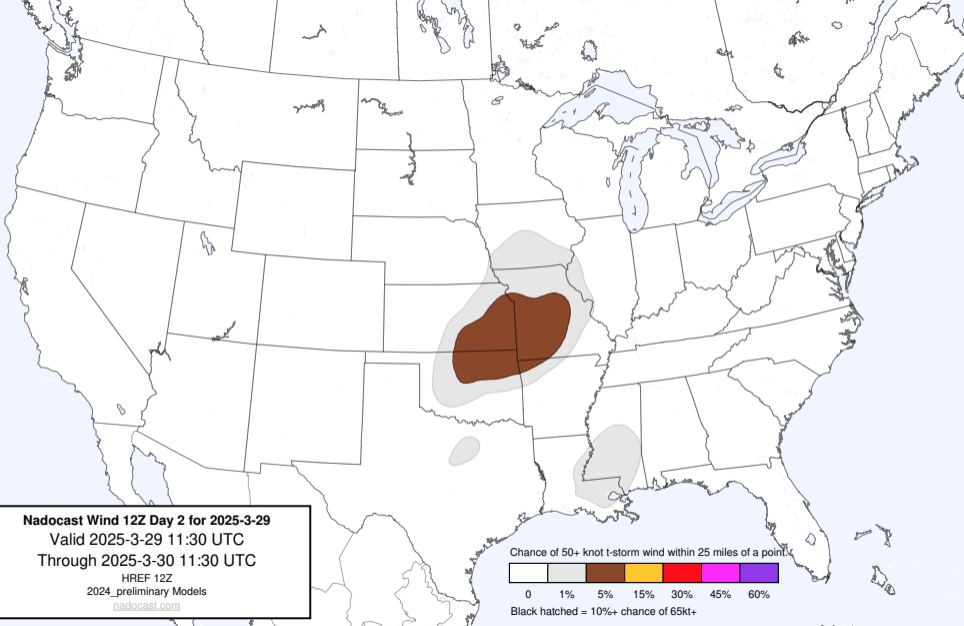 Nadocast Wind 12Z Day 2 for 2025-3-29
Valid 2025-3-29 11:30 UTC
Through 2025-3-30 11:30 UTC
HREF 12Z
2024_preliminary Models
nadocast.com
Chance of 50+ knot t-storm wind within 25 miles of a point.
0 1% 5% 15% 30% 45% 60%
Black hatched = 10%+ chance of 65kt+